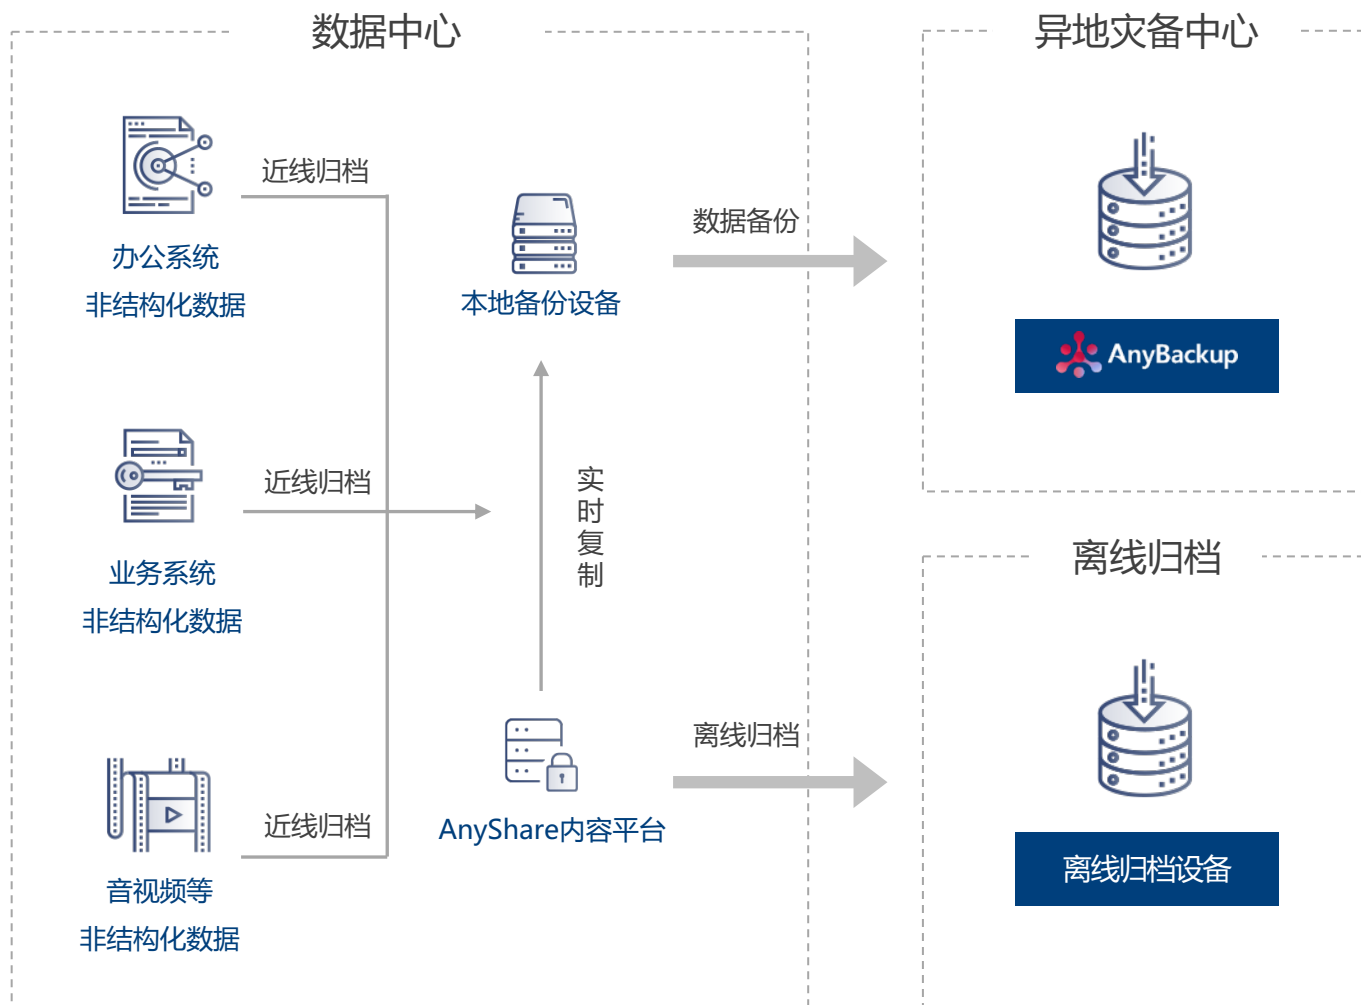 数据中心
异地灾备中心
近线归档
办公系统
非结构化数据
本地备份设备
数据备份
AnyBackup
近线归档
业务系统
非结构化数据
实
时
复
制
离线归档
近线归档
音视频等
非结构化数据
AnyShare内容平台
离线归档
离线归档设备